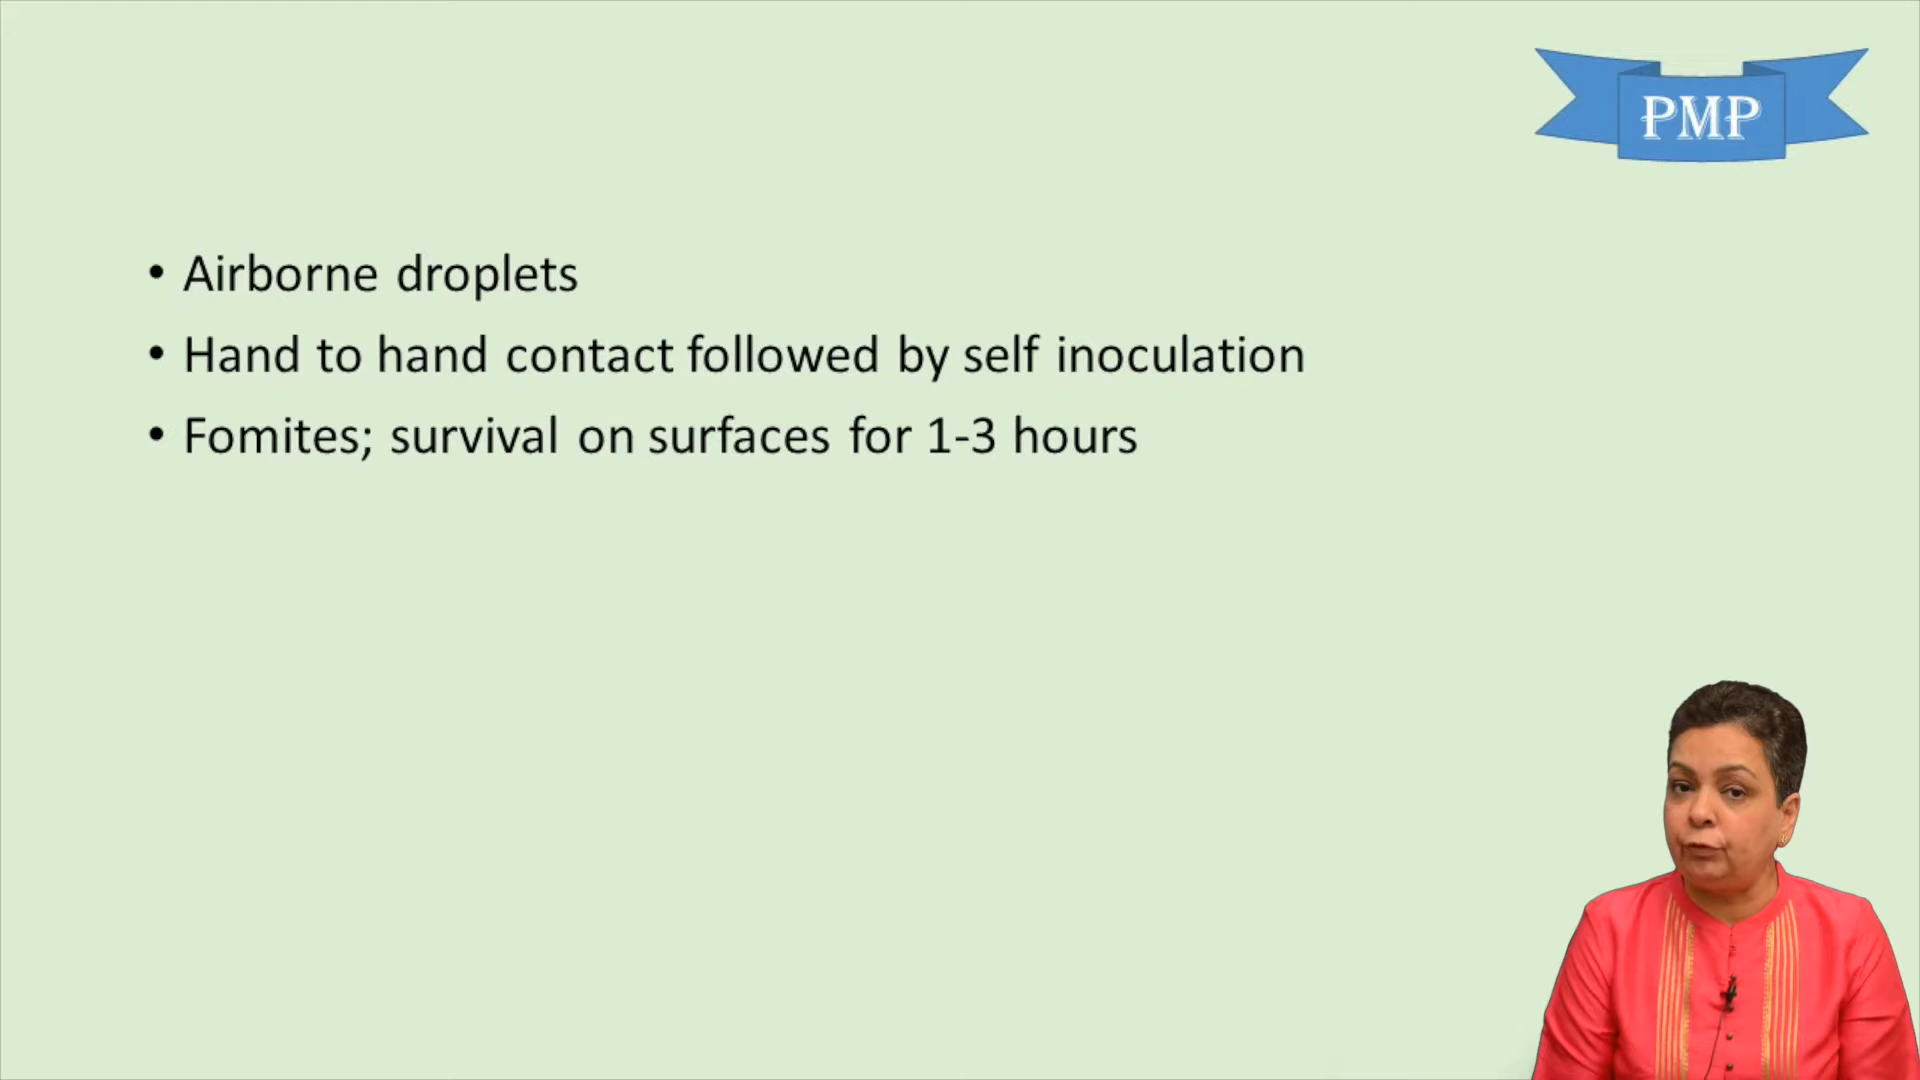 PMP
• Airborne droplets
• Hand to hand contact followed by self inoculation
• Fomites; survival on surfaces for 1-3 hours